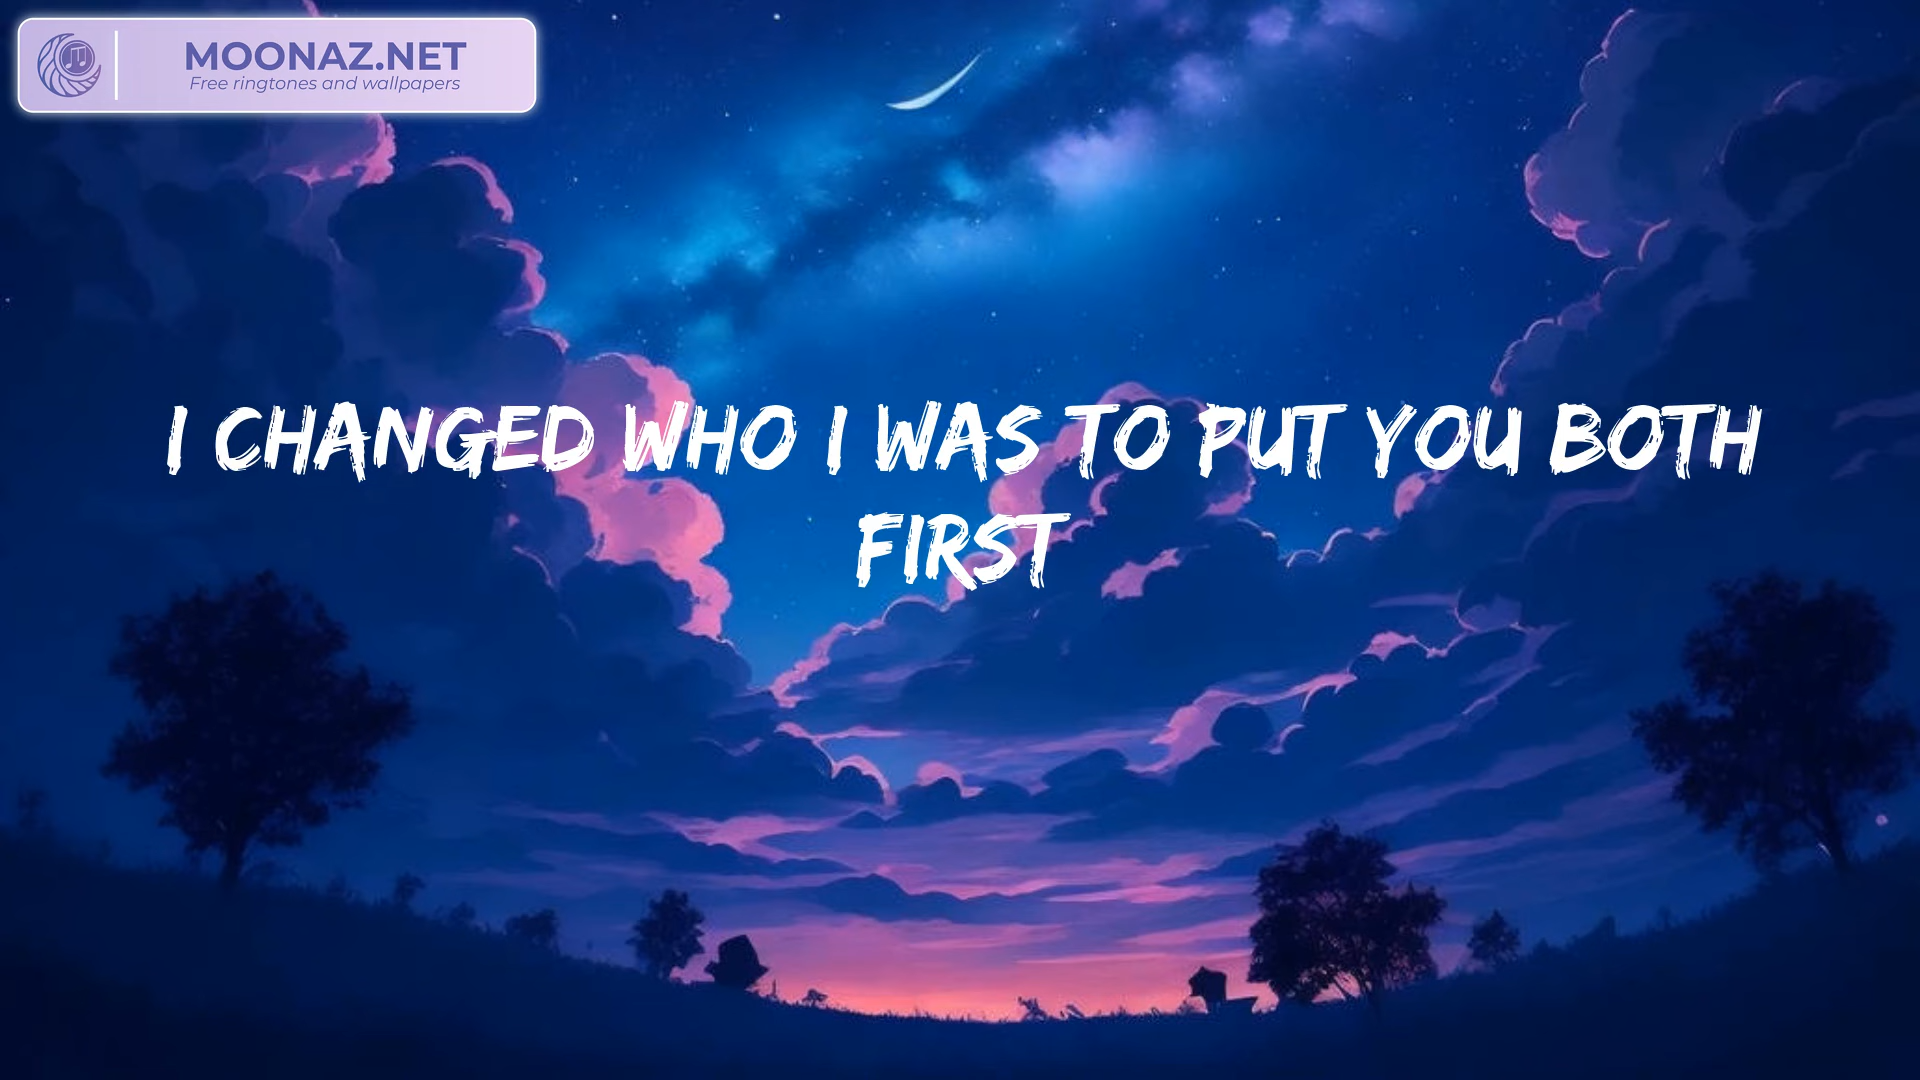 MOONAZ.NET
Free ringtones and wallpapers
I CHANGED WHO I WAS TO PUT YOU BOTH
FIRST